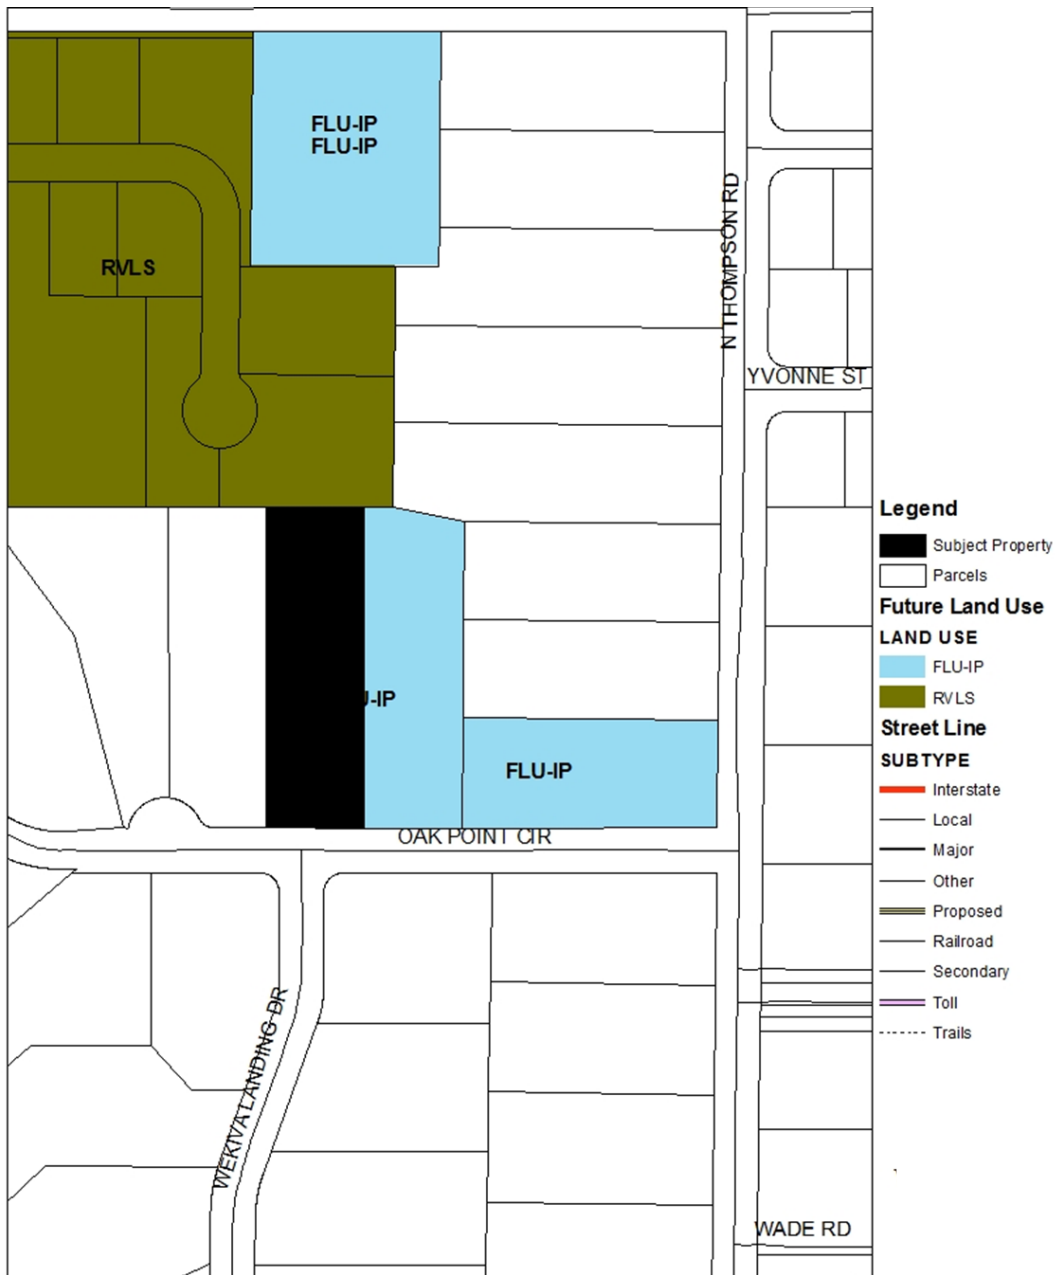 FLU-IP
FLU-IP
RVLS
N THOMPSON RD
YVONNE ST
U-IP
FLU-IP
OAK POINT CIR
WEKIVA LANDING DR
WADE RD
Legend
Subject Property
Parcels
Future Land Use
LAND USE
FLU-IP
RVLS
Street Line
SUBTYPE
Interstate
Local
Major
Other
Proposed
Railroad
Secondary
Toll
Trails